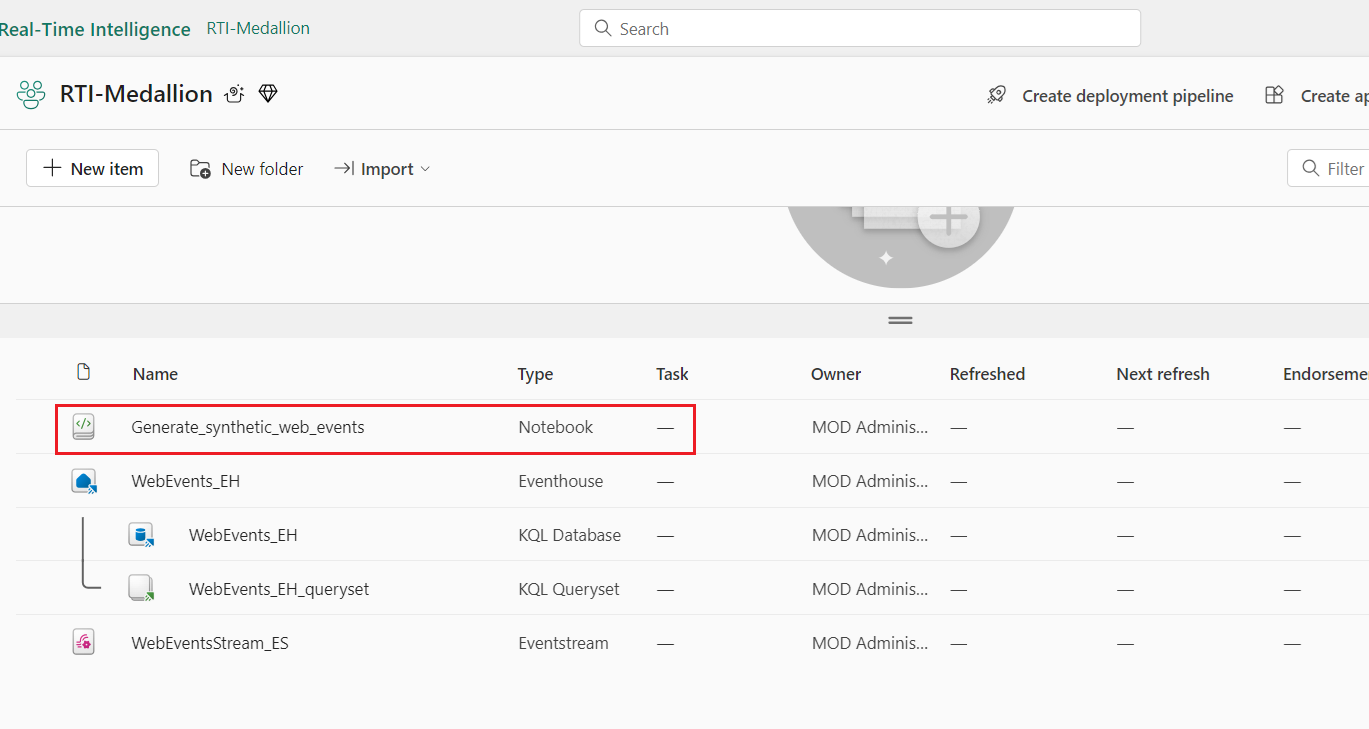 Real-Time Intelligence RTI-Medallion Search
RTI-Medallion Create deployment pipeline Create ap
New item New folder Import Filter
Name Type Task Owner Refreshed Next refresh Endorseme
Generate_synthetic_web_events Notebook — MOD Adminis... — — —
WebEvents_EH Eventhouse — MOD Adminis... — — —
WebEvents_EH KQL Database — MOD Adminis... — — —
WebEvents_EH_queryset KQL Queryset — MOD Adminis... — — —
WebEventsStream_ES Eventstream — MOD Adminis... — — —